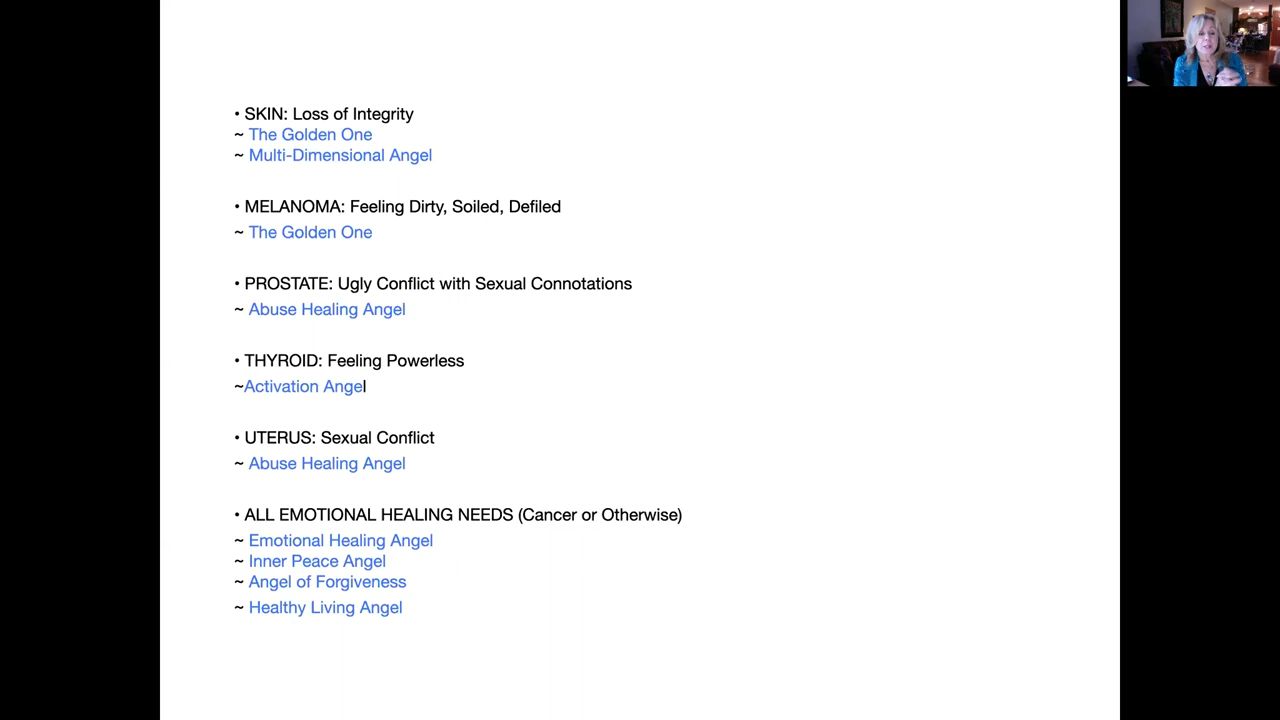 • SKIN: Loss of Integrity
~ The Golden One
~ Multi-Dimensional Angel
• MELANOMA: Feeling Dirty, Soiled, Defiled
~ The Golden One
• PROSTATE: Ugly Conflict with Sexual Connotations
~ Abuse Healing Angel
• THYROID: Feeling Powerless
~Activation Angel
• UTERUS: Sexual Conflict
~ Abuse Healing Angel
• ALL EMOTIONAL HEALING NEEDS (Cancer or Otherwise)
~ Emotional Healing Angel
~ Inner Peace Angel
~ Angel of Forgiveness
~ Healthy Living Angel